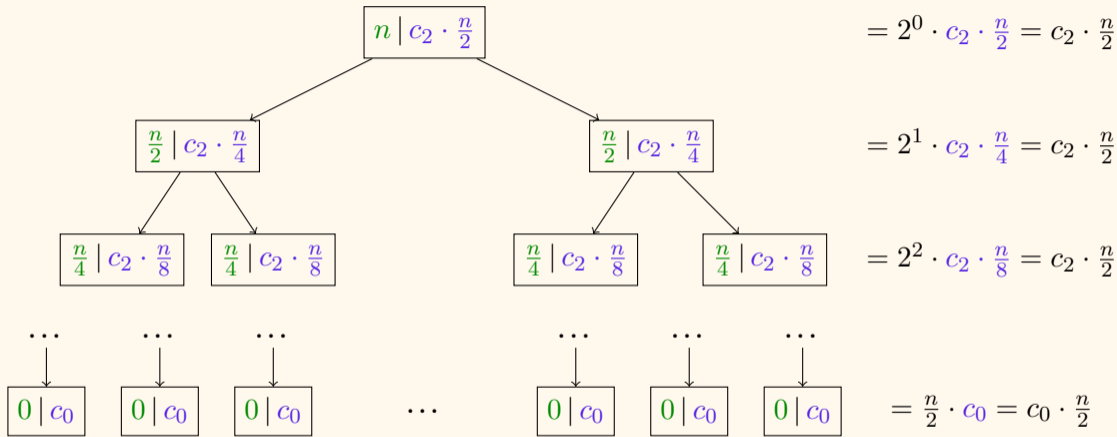 n | c₂ · n/2 = 2⁰ · c₂ · n/2 = c₂ · n/2
n/2 | c₂ · n/4 n/2 | c₂ · n/4 = 2¹ · c₂ · n/4 = c₂ · n/2
n/4 | c₂ · n/8 n/4 | c₂ · n/8 n/4 | c₂ · n/8 n/4 | c₂ · n/8 = 2² · c₂ · n/8 = c₂ · n/2
... ... ... ... ... ...
0 | c₀ 0 | c₀ 0 | c₀ ... 0 | c₀ 0 | c₀ 0 | c₀ = n/2 · c₀ = c₀ · n/2